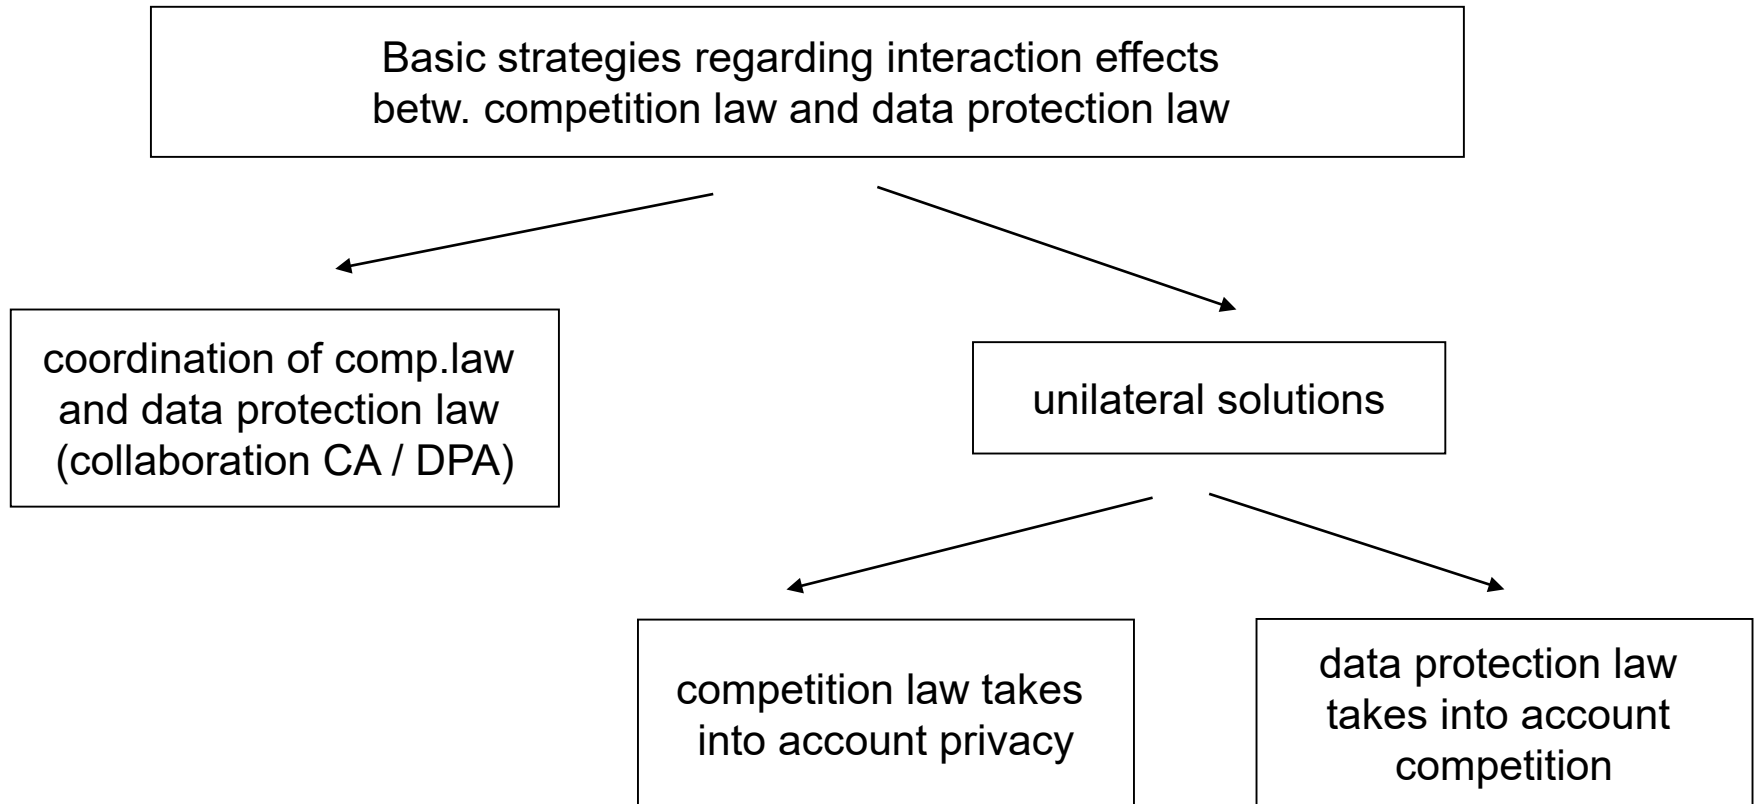 Basic strategies regarding interaction effects
betw. competition law and data protection law
coordination of comp.law
and data protection law
(collaboration CA / DPA)
unilateral solutions
competition law takes
into account privacy
data protection law
takes into account
competition